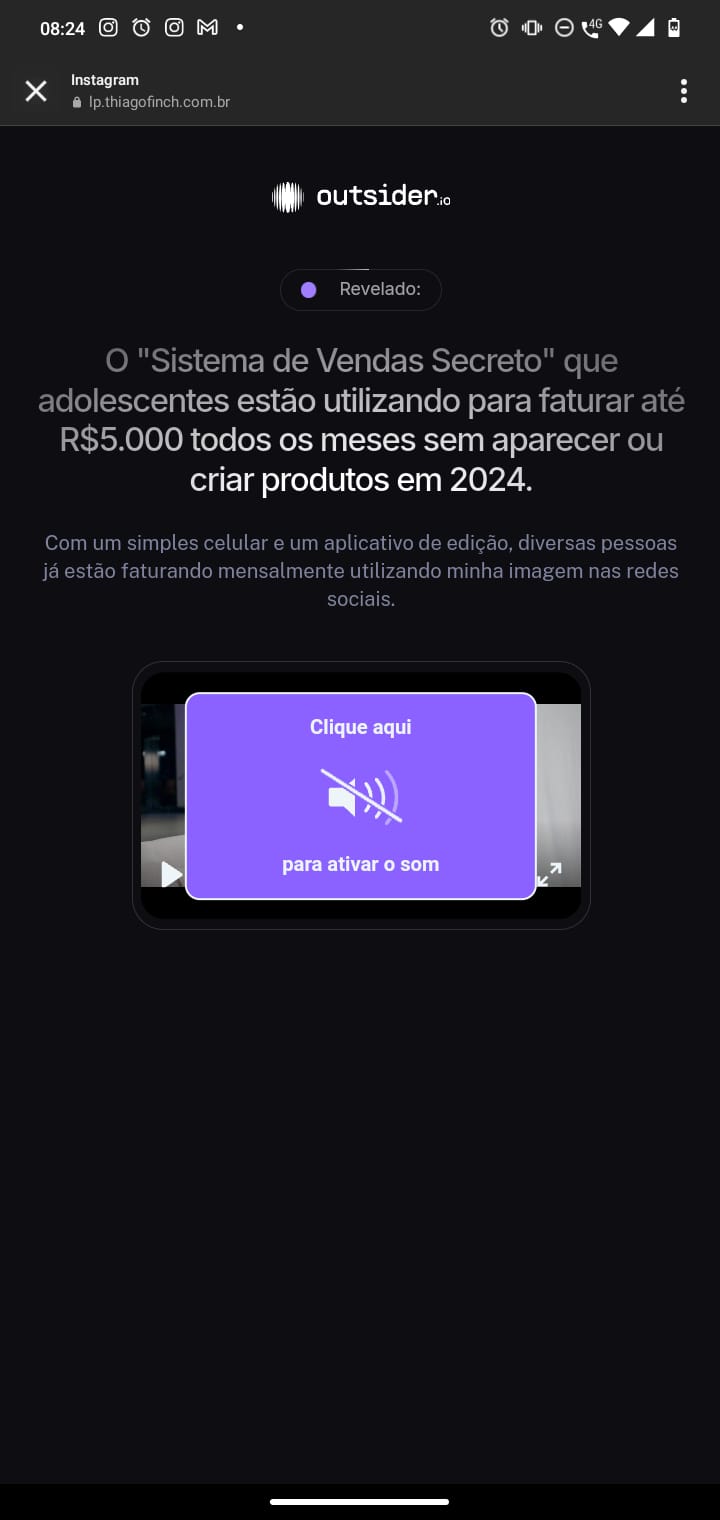 08:24
4G
Instagram
lp.thiagofinch.com.br
outsider.io
Revelado:
O "Sistema de Vendas Secreto" que
adolescentes estão utilizando para faturar até
R$5.000 todos os meses sem aparecer ou
criar produtos em 2024.
Com um simples celular e um aplicativo de edição, diversas pessoas
já estão faturando mensalmente utilizando minha imagem nas redes
sociais.
Clique aqui
para ativar o som